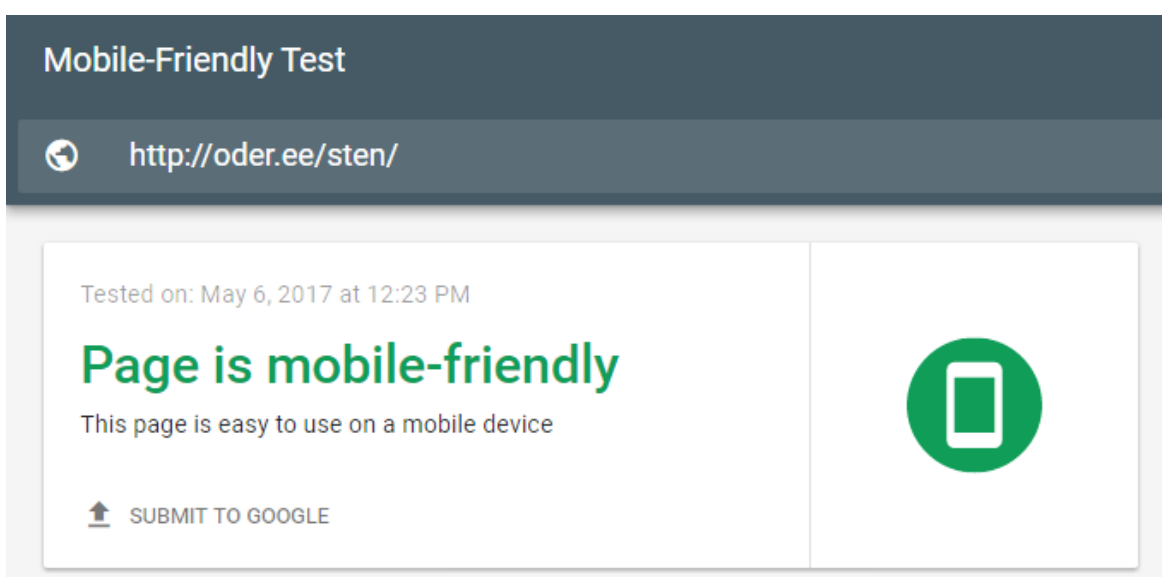 Mobile-Friendly Test
http://oder.ee/sten/
Tested on: May 6, 2017 at 12:23 PM
Page is mobile-friendly
This page is easy to use on a mobile device
SUBMIT TO GOOGLE